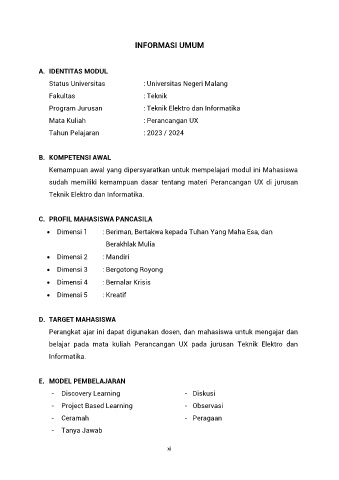 INFORMASI UMUM
A. IDENTITAS MODUL
Status Universitas : Universitas Negeri Malang
Fakultas : Teknik
Program Jurusan : Teknik Elektro dan Informatika
Mata Kuliah : Perancangan UX
Tahun Pelajaran : 2023 / 2024
B. KOMPETENSI AWAL
Kemampuan awal yang dipersyaratkan untuk mempelajari modul ini Mahasiswa
sudah memiliki kemampuan dasar tentang materi Perancangan UX di jurusan
Teknik Elektro dan Informatika.
C. PROFIL MAHASISWA PANCASILA
• Dimensi 1 : Beriman, Bertakwa kepada Tuhan Yang Maha Esa, dan
Berakhlak Mulia
• Dimensi 2 : Mandiri
• Dimensi 3 : Bergotong Royong
• Dimensi 4 : Bernalar Krisis
• Dimensi 5 : Kreatif
D. TARGET MAHASISWA
Perangkat ajar ini dapat digunakan dosen, dan mahasiswa untuk mengajar dan
belajar pada mata kuliah Perancangan UX pada jurusan Teknik Elektro dan
Informatika.
E. MODEL PEMBELAJARAN
- Discovery Learning - Diskusi
- Project Based Learning - Observasi
- Ceramah - Peragaan
- Tanya Jawab
xi